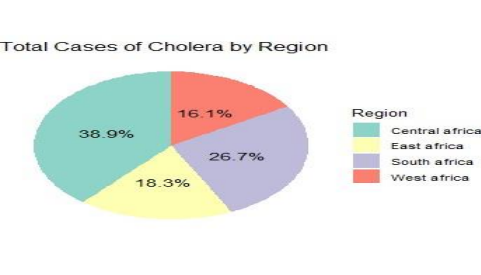 Total Cases of Cholera by Region
16.1%
38.9%
26.7%
18.3%
Region
Central africa
East africa
South africa
West africa